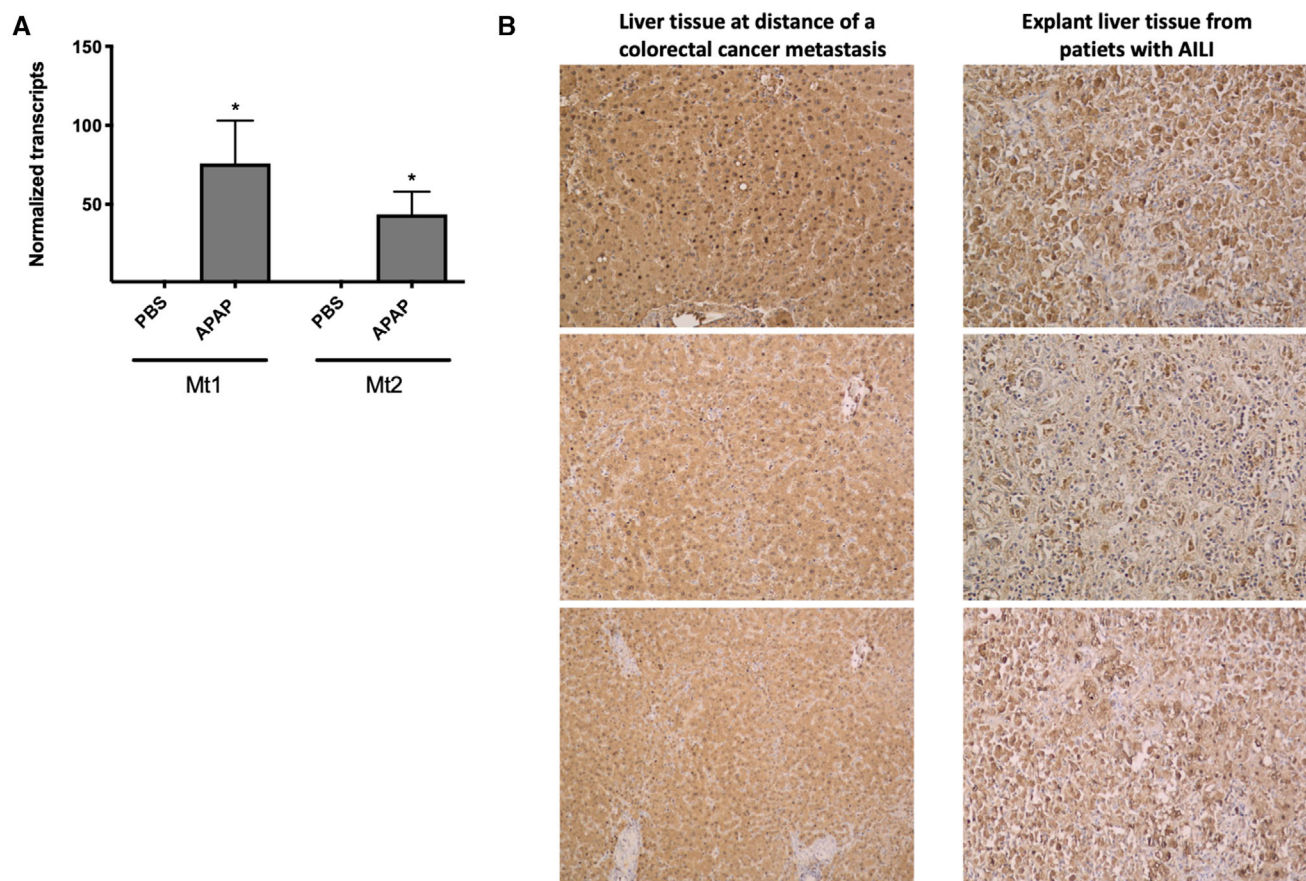 A
Normalized transcripts
150
100
50
*
*
PBS
APAP
PBS
APAP
Mt1
Mt2
B
Liver tissue at distance of a
colorectal cancer metastasis
Explant liver tissue from
patiets with AILI